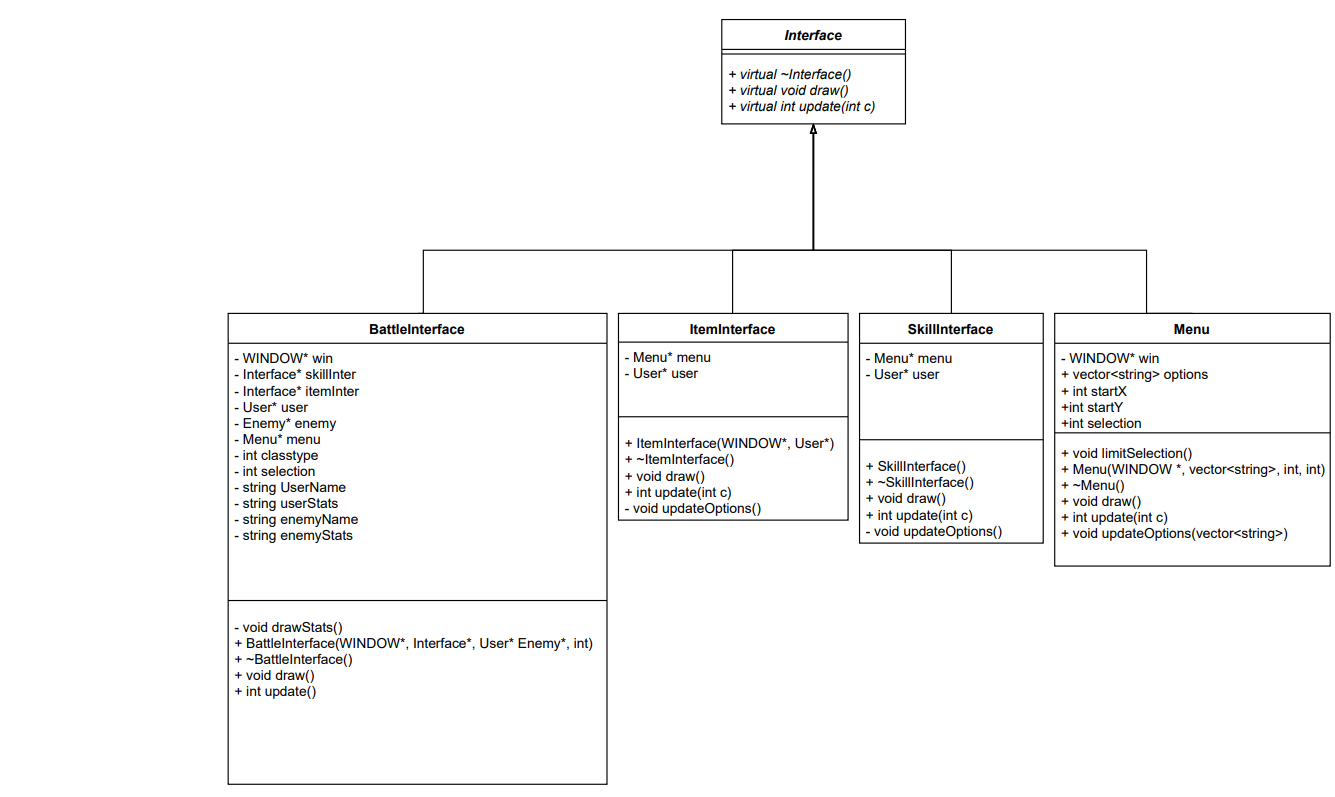 Interface
+ virtual ~Interface()
+ virtual void draw()
+ virtual int update(int c)
BattleInterface
- WINDOW* win
- Interface* skillInter
- Interface* itemInter
- User* user
- Enemy* enemy
- Menu* menu
- int classtype
- int selection
- string UserName
- string userStats
- string enemyName
- string enemyStats
- void drawStats()
+ BattleInterface(WINDOW*, Interface*, User* Enemy*, int)
+ ~BattleInterface()
+ void draw()
+ int update()
ItemInterface
- Menu* menu
- User* user
+ ItemInterface(WINDOW*, User*)
+ ~ItemInterface()
+ void draw()
+ int update(int c)
- void updateOptions()
SkillInterface
- Menu* menu
- User* user
+ SkillInterface()
+ ~SkillInterface()
+ void draw()
+ int update(int c)
- void updateOptions()
Menu
- WINDOW* win
+ vector<string> options
+ int startX
+int startY
+int selection
+ void limitSelection()
+ Menu(WINDOW *, vector<string>, int, int)
+ ~Menu()
+ void draw()
+ int update(int c)
+ void updateOptions(vector<string>)